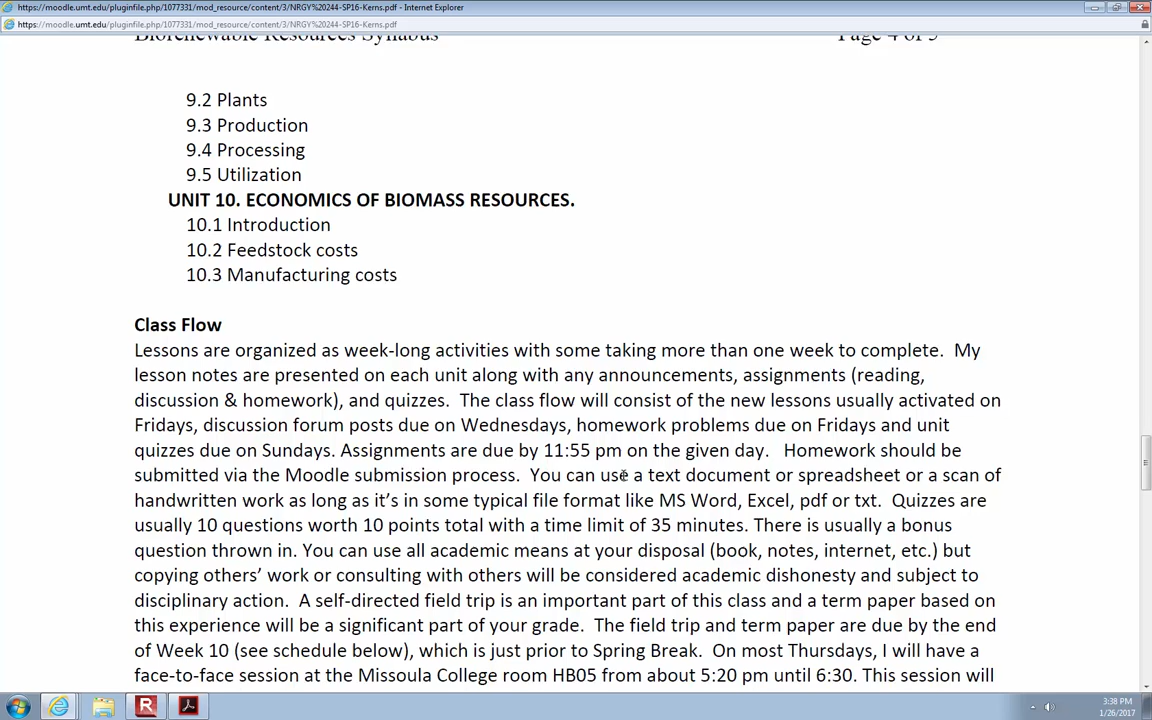 https://moodle.umt.edu/pluginfile.php/1077331/mod_resource/content/3/NRGY%20244-SP16-Kerns.pdf - Internet Explorer
https://moodle.umt.edu/pluginfile.php/1077331/mod_resource/content/3/NRGY%20244-SP16-Kerns.pdf
Biorenewable Resources Syllabus Page 4 of 5
9.2 Plants
9.3 Production
9.4 Processing
9.5 Utilization
UNIT 10. ECONOMICS OF BIOMASS RESOURCES.
10.1 Introduction
10.2 Feedstock costs
10.3 Manufacturing costs
Class Flow
Lessons are organized as week-long activities with some taking more than one week to complete. My
lesson notes are presented on each unit along with any announcements, assignments (reading,
discussion & homework), and quizzes. The class flow will consist of the new lessons usually activated on
Fridays, discussion forum posts due on Wednesdays, homework problems due on Fridays and unit
quizzes due on Sundays. Assignments are due by 11:55 pm on the given day. Homework should be
submitted via the Moodle submission process. You can use a text document or spreadsheet or a scan of
handwritten work as long as it's in some typical file format like MS Word, Excel, pdf or txt. Quizzes are
usually 10 questions worth 10 points total with a time limit of 35 minutes. There is usually a bonus
question thrown in. You can use all academic means at your disposal (book, notes, internet, etc.) but
copying others' work or consulting with others will be considered academic dishonesty and subject to
disciplinary action. A self-directed field trip is an important part of this class and a term paper based on
this experience will be a significant part of your grade. The field trip and term paper are due by the end
of Week 10 (see schedule below), which is just prior to Spring Break. On most Thursdays, I will have a
face-to-face session at the Missoula College room HB05 from about 5:20 pm until 6:30. This session will
3:38 PM
1/26/2017